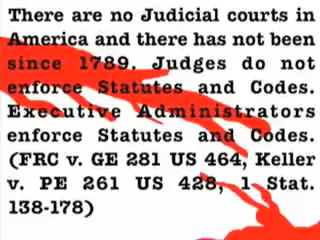 There are no Judicial courts in
America and there has not been
since 1789. Judges do not
enforce Statutes and Codes.
Executive Administrators
enforce Statutes and Codes.
(FRC v. GE 281 US 464, Keller
v. PE 261 US 428, 1 Stat.
138-178)